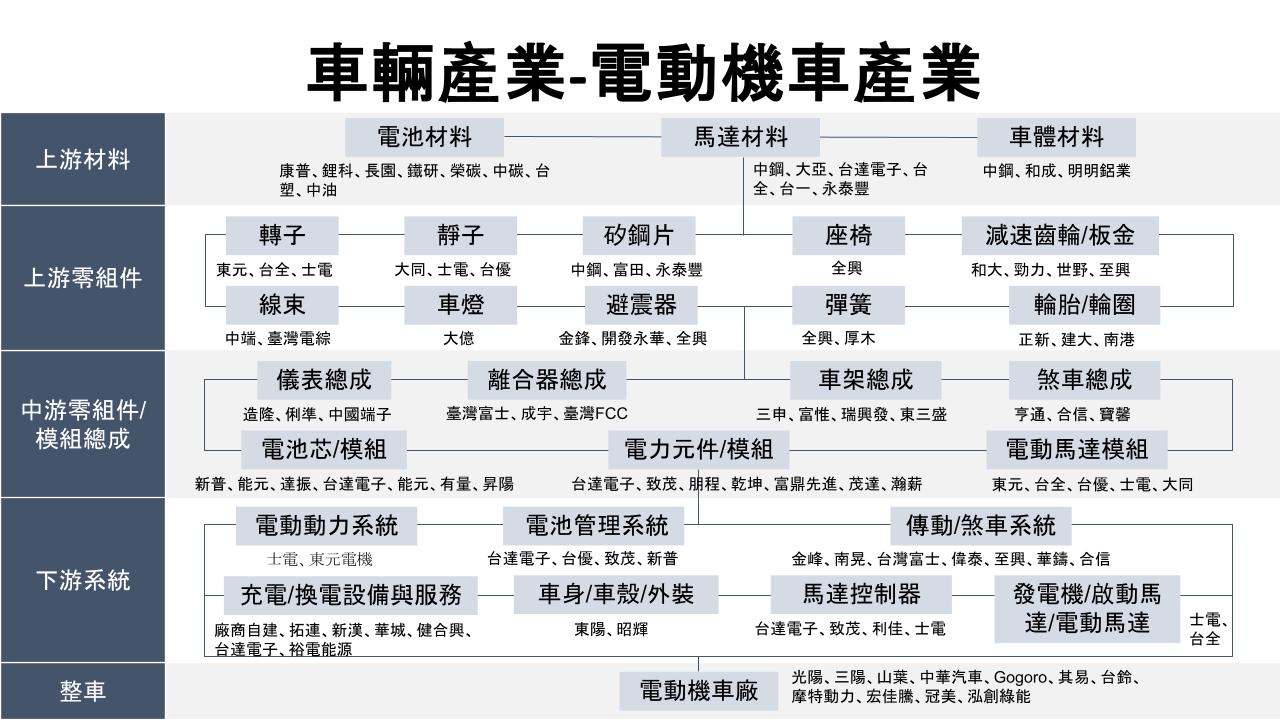 車輛產業-電動機車產業
上游材料
電池材料
馬達材料
車體材料
康普、鋰科、長園、鐵研、榮碳、中碳、台
塑、中油
中鋼、大亞、台達電子、台
全、台一、永泰豐
中鋼、和成、明明鋁業
上游零組件
轉子
靜子
矽鋼片
座椅
減速齒輪/板金
東元、台全、士電
大同、士電、台優
中鋼、富田、永泰豐
全興
和大、勁力、世野、至興
線束
車燈
避震器
彈簧
輪胎/輪圈
中端、臺灣電綜
大億
金鋒、開發永華、全興
全興、厚木
正新、建大、南港
中游零組件/
模組總成
儀表總成
離合器總成
車架總成
煞車總成
造隆、俐準、中國端子
臺灣富士、成宇、臺灣FCC
三申、富惟、瑞興發、東三盛
亨通、合信、寶馨
電池芯/模組
電力元件/模組
電動馬達模組
新普、能元、達振、台達電子、能元、有量、昇陽
台達電子、致茂、朋程、乾坤、富鼎先進、茂達、瀚薪
東元、台全、台優、士電、大同
下游系統
電動動力系統
電池管理系統
傳動/煞車系統
士電、東元電機
台達電子、台優、致茂、新普
金峰、南晃、台灣富士、偉泰、至興、華鑄、合信
充電/換電設備與服務
車身/車殼/外裝
馬達控制器
發電機/啟動馬
達/電動馬達
廠商自建、拓連、新漢、華城、健合興、
台達電子、裕電能源
東陽、昭輝
台達電子、致茂、利佳、士電
士電、
台全
整車
電動機車廠
光陽、三陽、山葉、中華汽車、Gogoro、其易、台鈴、
摩特動力、宏佳騰、冠美、泓創綠能